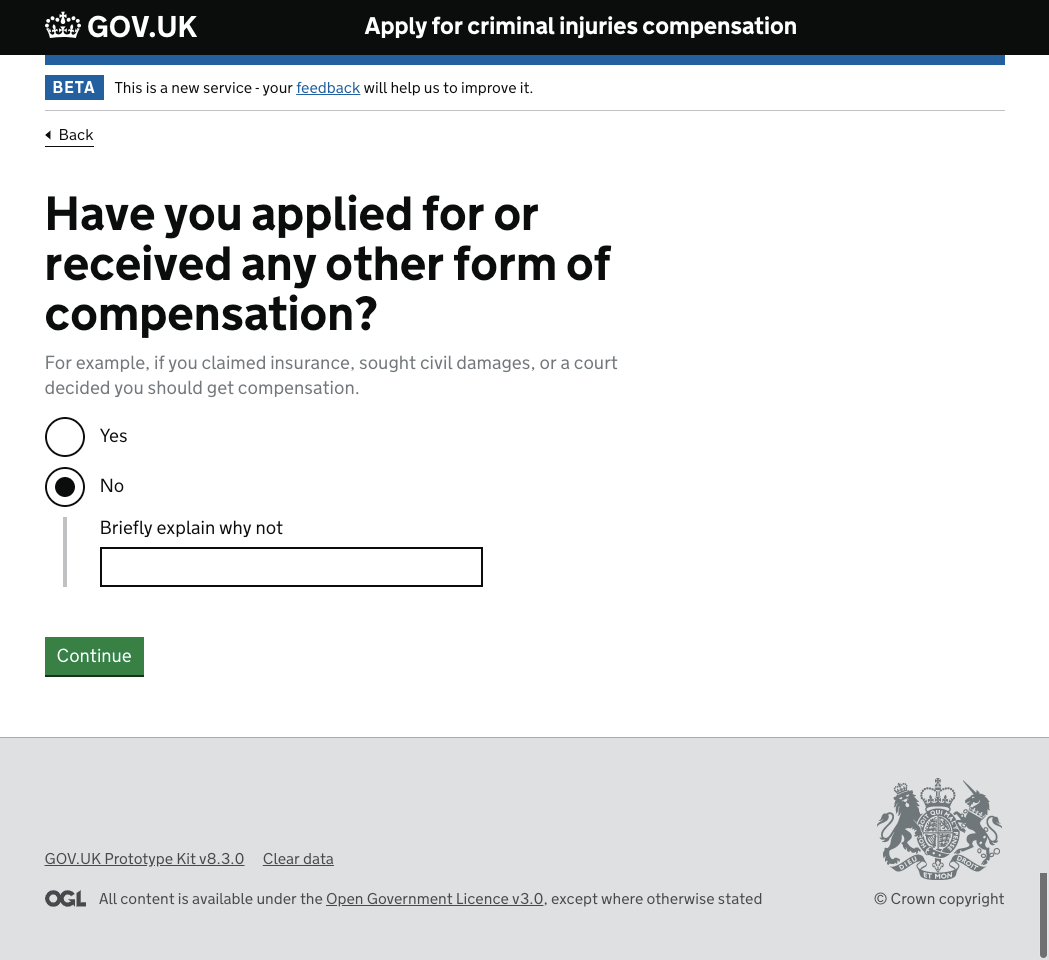 GOV.UK Apply for criminal injuries compensation
BETA This is a new service - your feedback will help us to improve it.
Back
Have you applied for or
received any other form of
compensation?
For example, if you claimed insurance, sought civil damages, or a court
decided you should get compensation.
Yes
No
Briefly explain why not
Continue
GOV.UK Prototype Kit v8.3.0 Clear data
OGL All content is available under the Open Government Licence v3.0, except where otherwise stated
© Crown copyright